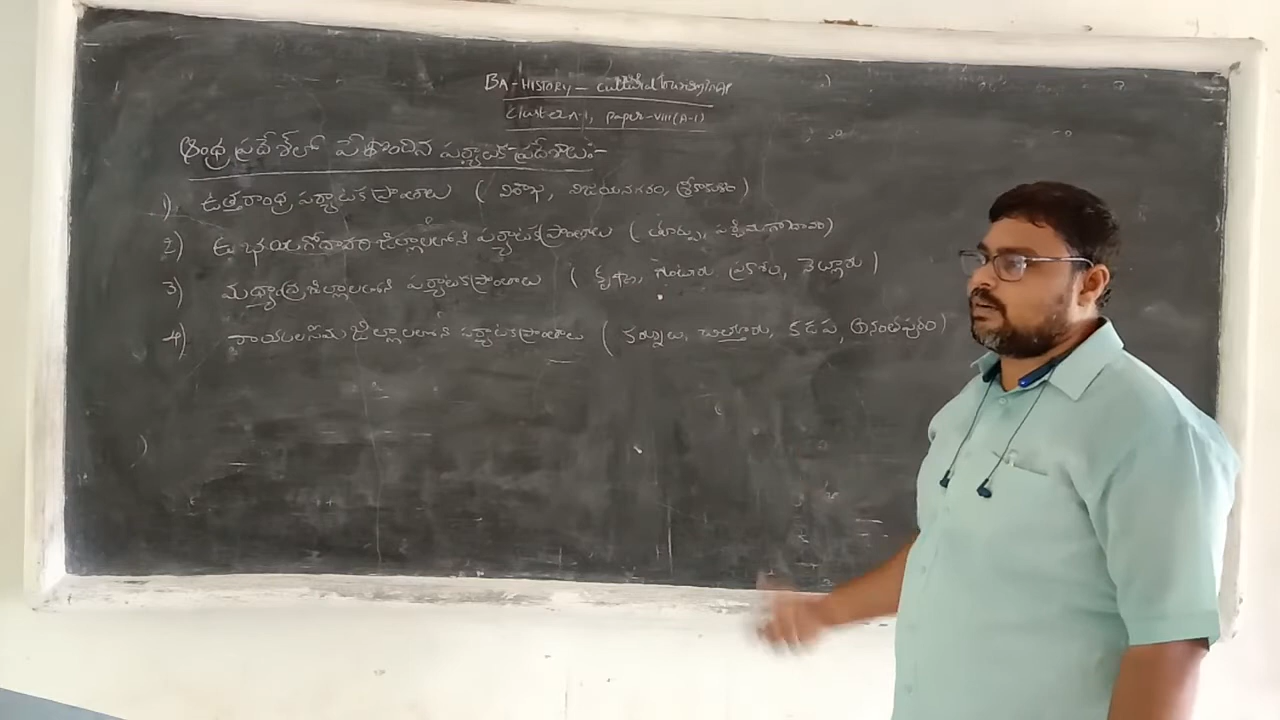 BA - HISTORY - Cultural tourism in AP
Cluster A-1, Paper-VIII (A-1)
ఆంధ్ర ప్రదేశ్‌లో పేరొందిన పర్యాటక ప్రదేశాలు:-
1) ఉత్తరాంధ్ర పర్యాటక ప్రాంతాలు ( విశాఖ, విజయనగరం, శ్రీకాకుళం )
2) ఉభయగోదావరి జిల్లాలలోని పర్యాటక ప్రాంతాలు ( తూర్పు, పశ్చిమగోదావరి)
3) మధ్యాంధ్ర జిల్లాలలోని పర్యాటక ప్రాంతాలు ( కృష్ణా, గుంటూరు, ప్రకాశం, నెల్లూరు )
4) రాయలసీమ జిల్లాలలోని పర్యాటక ప్రాంతాలు ( కర్నూలు, చిత్తూరు, కడప, అనంతపురం)